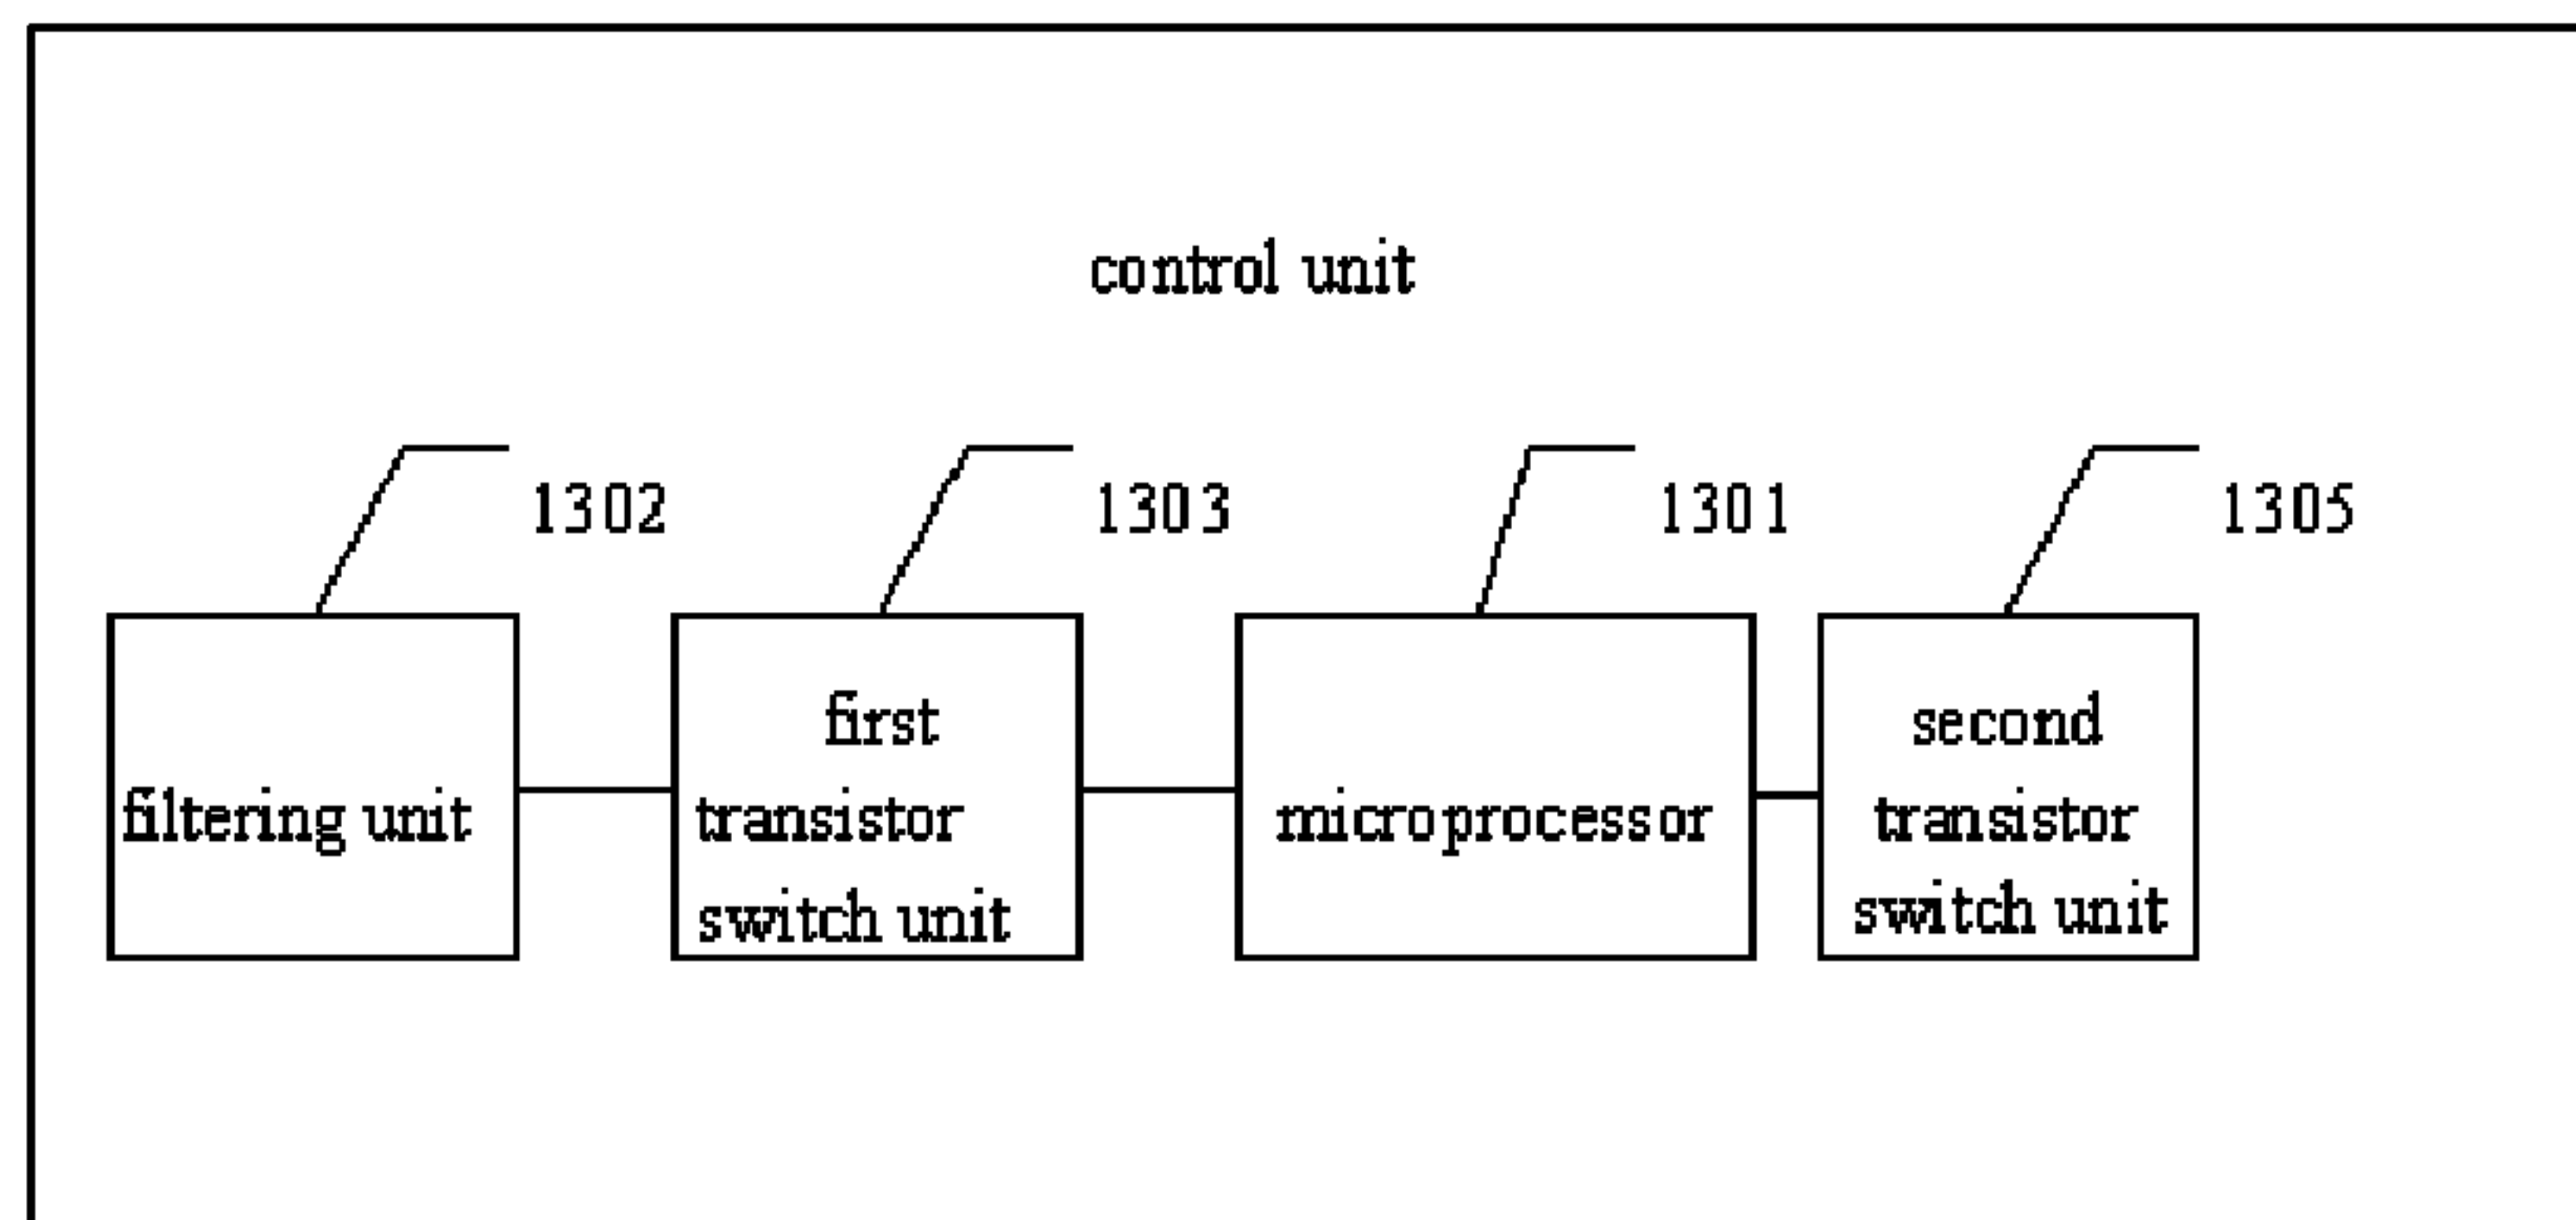 control unit
1302
1303
1301
1305
filtering unit
first
transistor
switch unit
microprocessor
second
transistor
switch unit